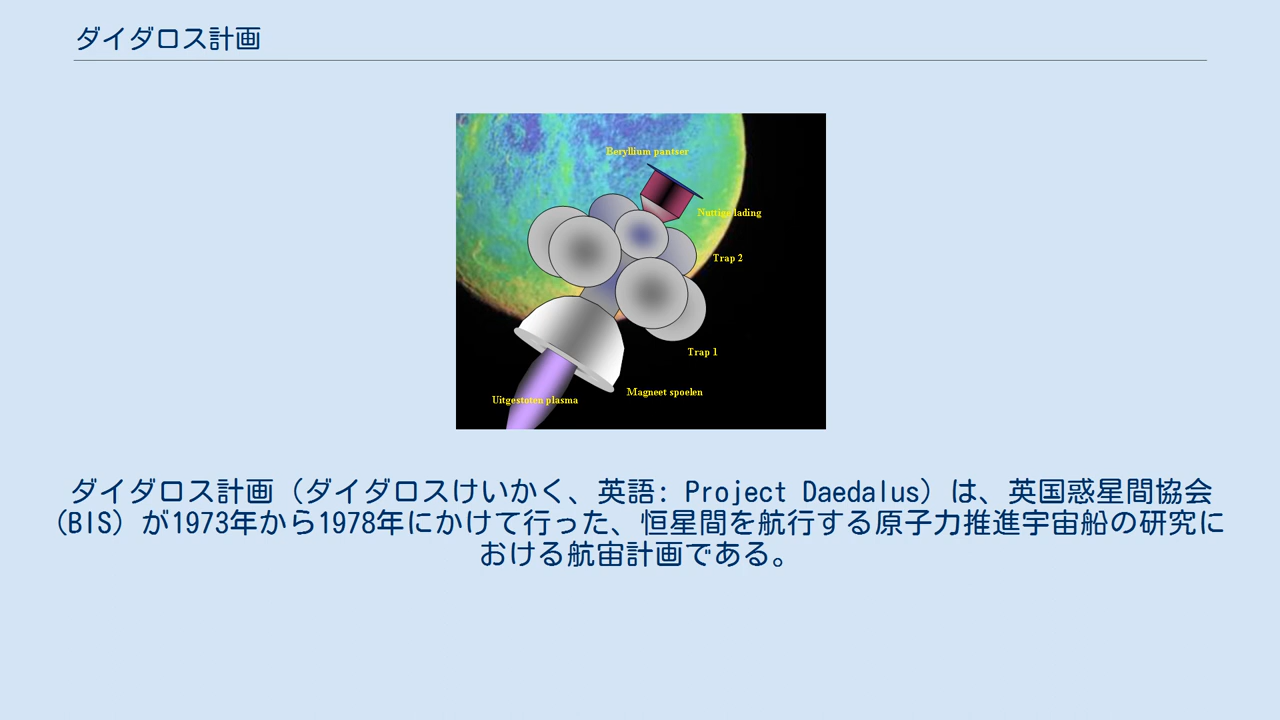 ダイダロス計画
Beryllium pantser
Nuttige lading
Trap 2
Trap 1
Magneet spoelen
Uitgestoten plasma
ダイダロス計画（ダイダロスけいかく、英語: Project Daedalus）は、英国惑星間協会
(BIS) が1973年から1978年にかけて行った、恒星間を航行する原子力推進宇宙船の研究に
おける航宙計画である。